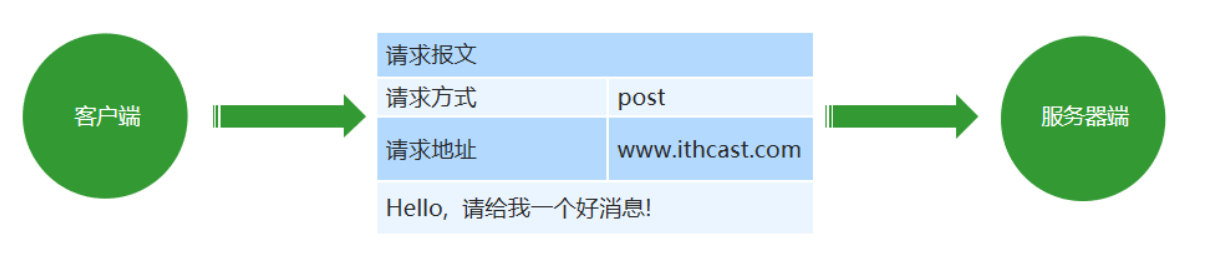 客户端
请求报文
请求方式 post
请求地址 www.ithcast.com
Hello, 请给我一个好消息!
服务器端